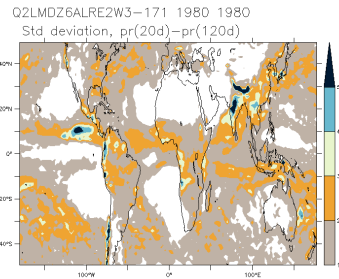 Q2LMDZ6ALRE2W3-171 1980 1980
Std deviation, pr(20d)-pr(120d)
40°N
20°N
0°
20°S
40°S
100°W
0°
100°E
5
4
3
2
1